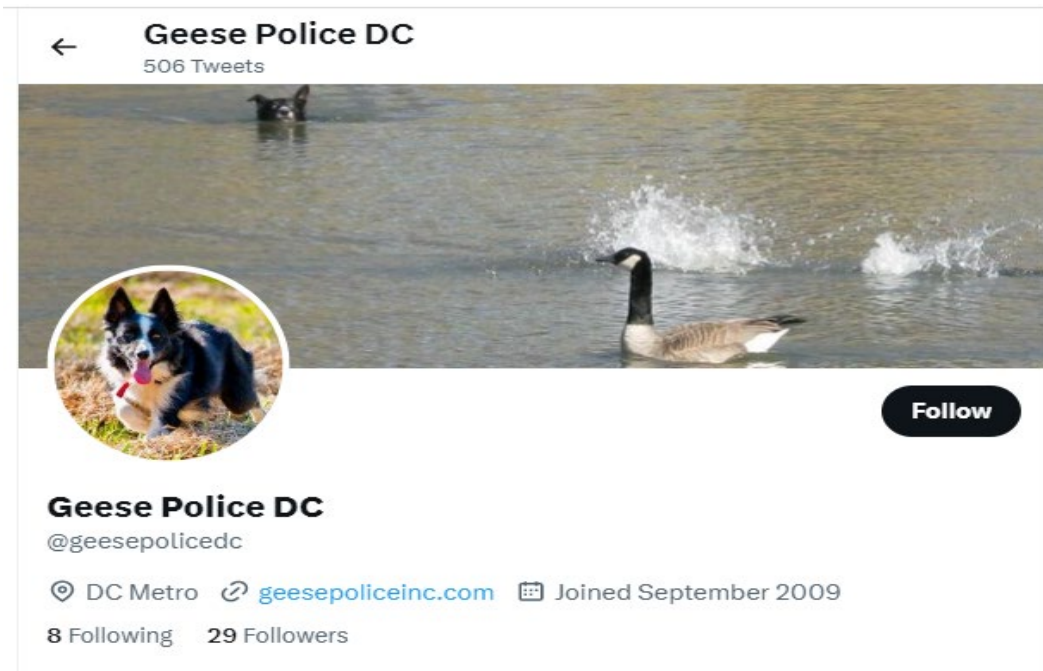 Geese Police DC
506 Tweets
Follow
Geese Police DC
@geesepolicedc
DC Metro geesepoliceinc.com Joined September 2009
8 Following 29 Followers